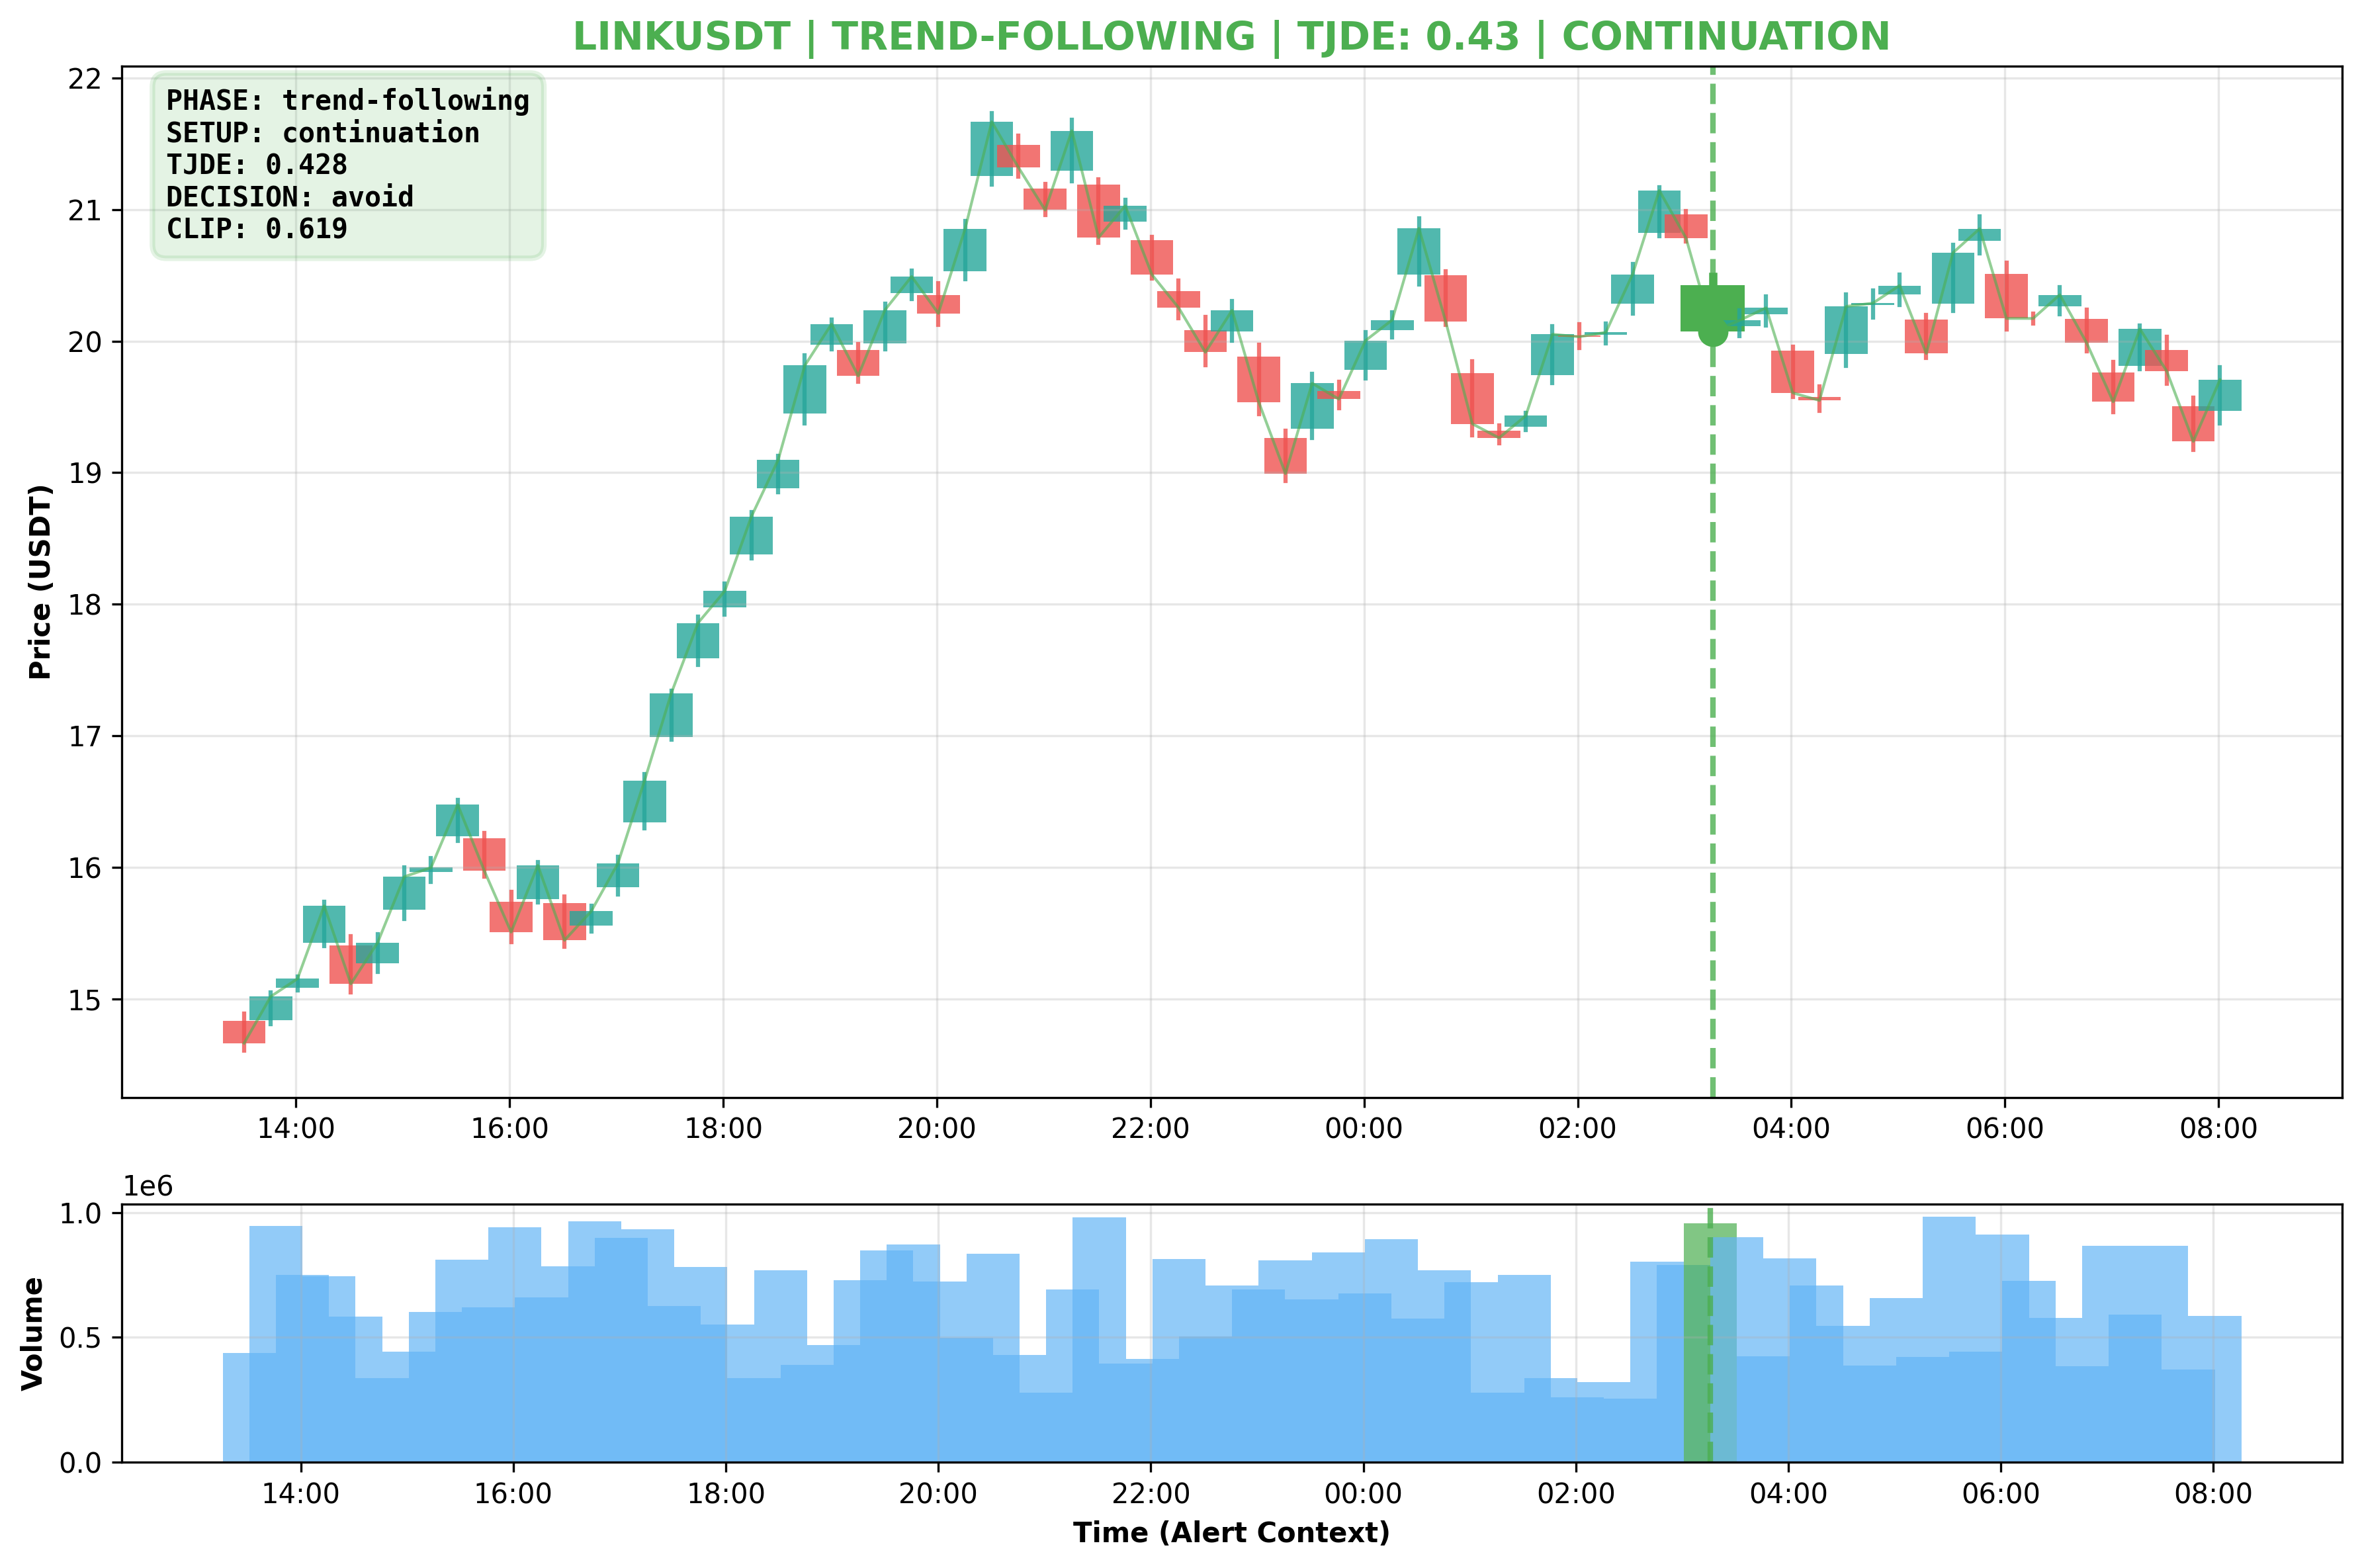 LINKUSDT | TREND-FOLLOWING | TJDE: 0.43 | CONTINUATION
PHASE: trend-following
SETUP: continuation
TJDE: 0.428
DECISION: avoid
CLIP: 0.619
Price (USDT)
22
21
20
19
18
17
16
15
14:00 16:00 18:00 20:00 22:00 00:00 02:00 04:00 06:00 08:00
1e6
Volume
1.0
0.5
0.0
14:00 16:00 18:00 20:00 22:00 00:00 02:00 04:00 06:00 08:00
Time (Alert Context)